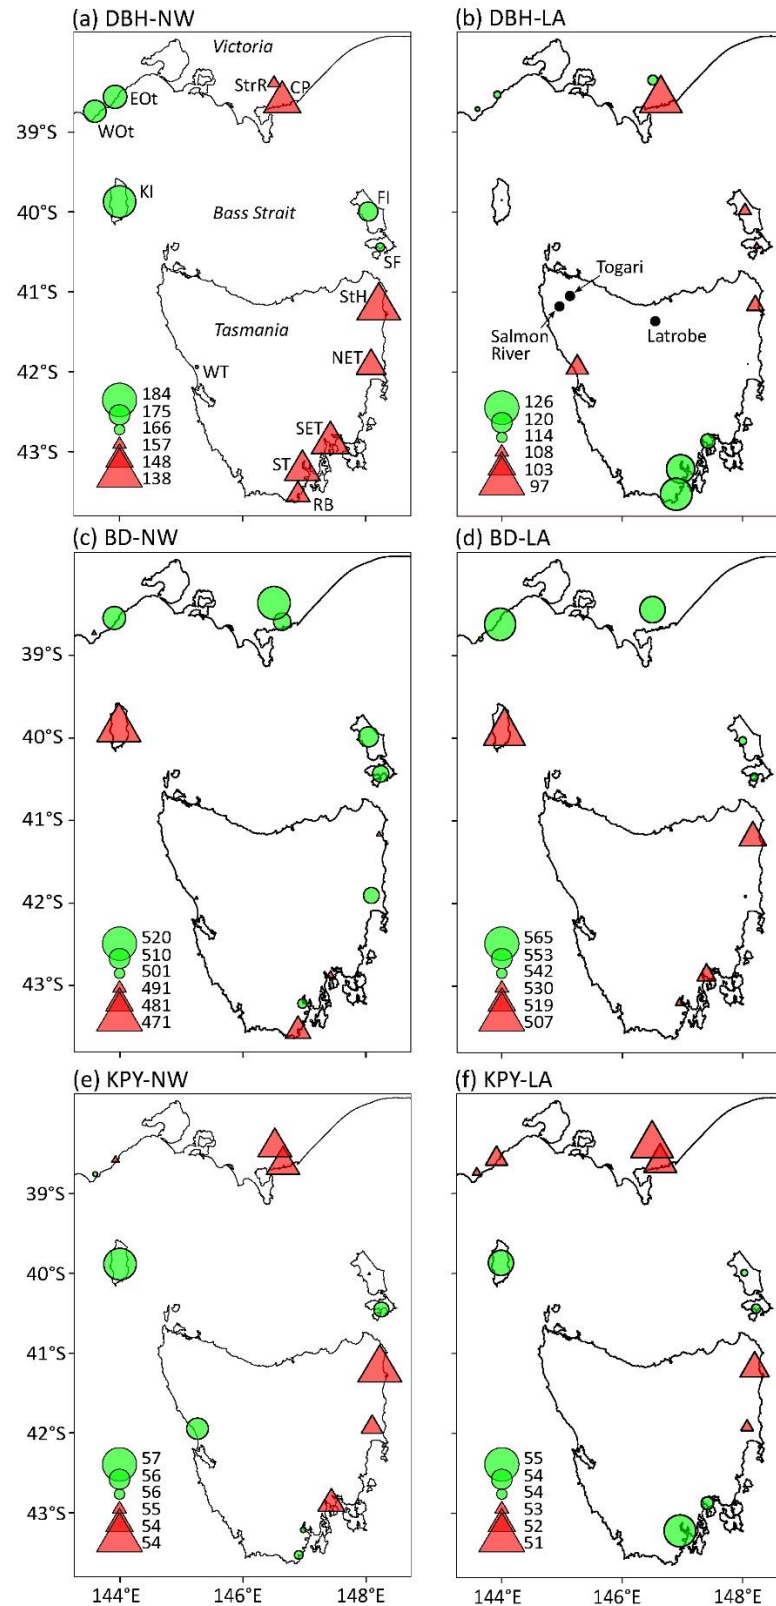 (a) DBH-NW
Victoria
StrR
CP
EOt
WOt
39°S
KI
FI
40°S
Bass Strait
SF
41°S
StH
Tasmania
NET
42°S
WT
184
175
166
157
148
138
SET
43°S
ST
RB
(b) DBH-LA
Togari
Salmon
River
Latrobe
126
120
114
108
103
97
(c) BD-NW
39°S
40°S
41°S
42°S
43°S
520
510
501
491
481
471
(d) BD-LA
565
553
542
530
519
507
(e) KPY-NW
39°S
40°S
41°S
42°S
43°S
57
56
56
55
54
54
144°E
146°E
148°E
(f) KPY-LA
55
54
54
53
52
51
144°E
146°E
148°E